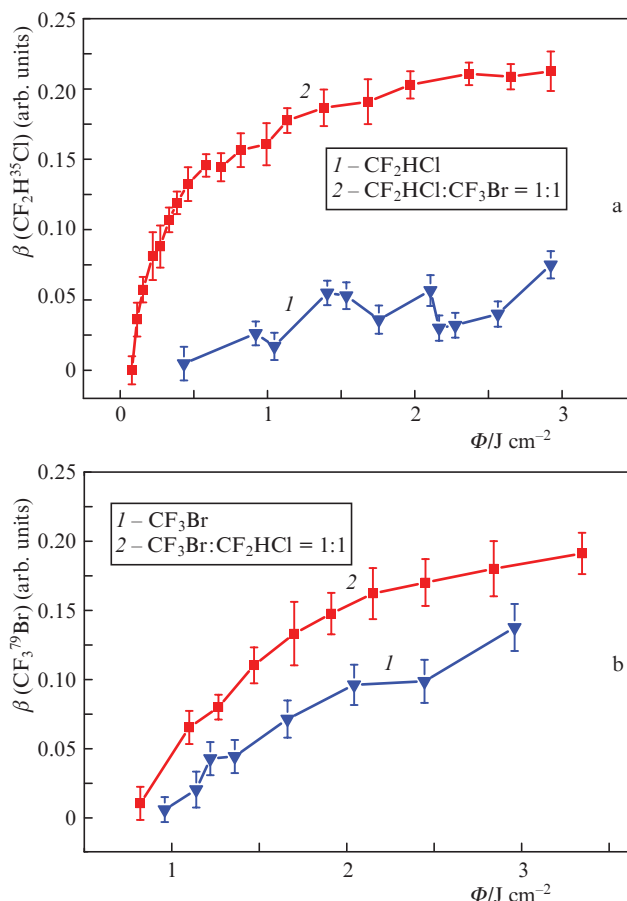 β (CF₂H³⁵Cl) (arb. units)
0.25
0.20
0.15
0.10
0.05
0
2
1 – CF₂HCl
2 – CF₂HCl:CF₃Br = 1:1
a
1
0 1 2 3
Φ/J cm⁻²
β (CF₃⁷⁹Br) (arb. units)
0.25
0.20
0.15
0.10
0.05
0
1 – CF₃Br
2 – CF₃Br:CF₂HCl = 1:1
2
1
b
1 2 3
Φ/J cm⁻²